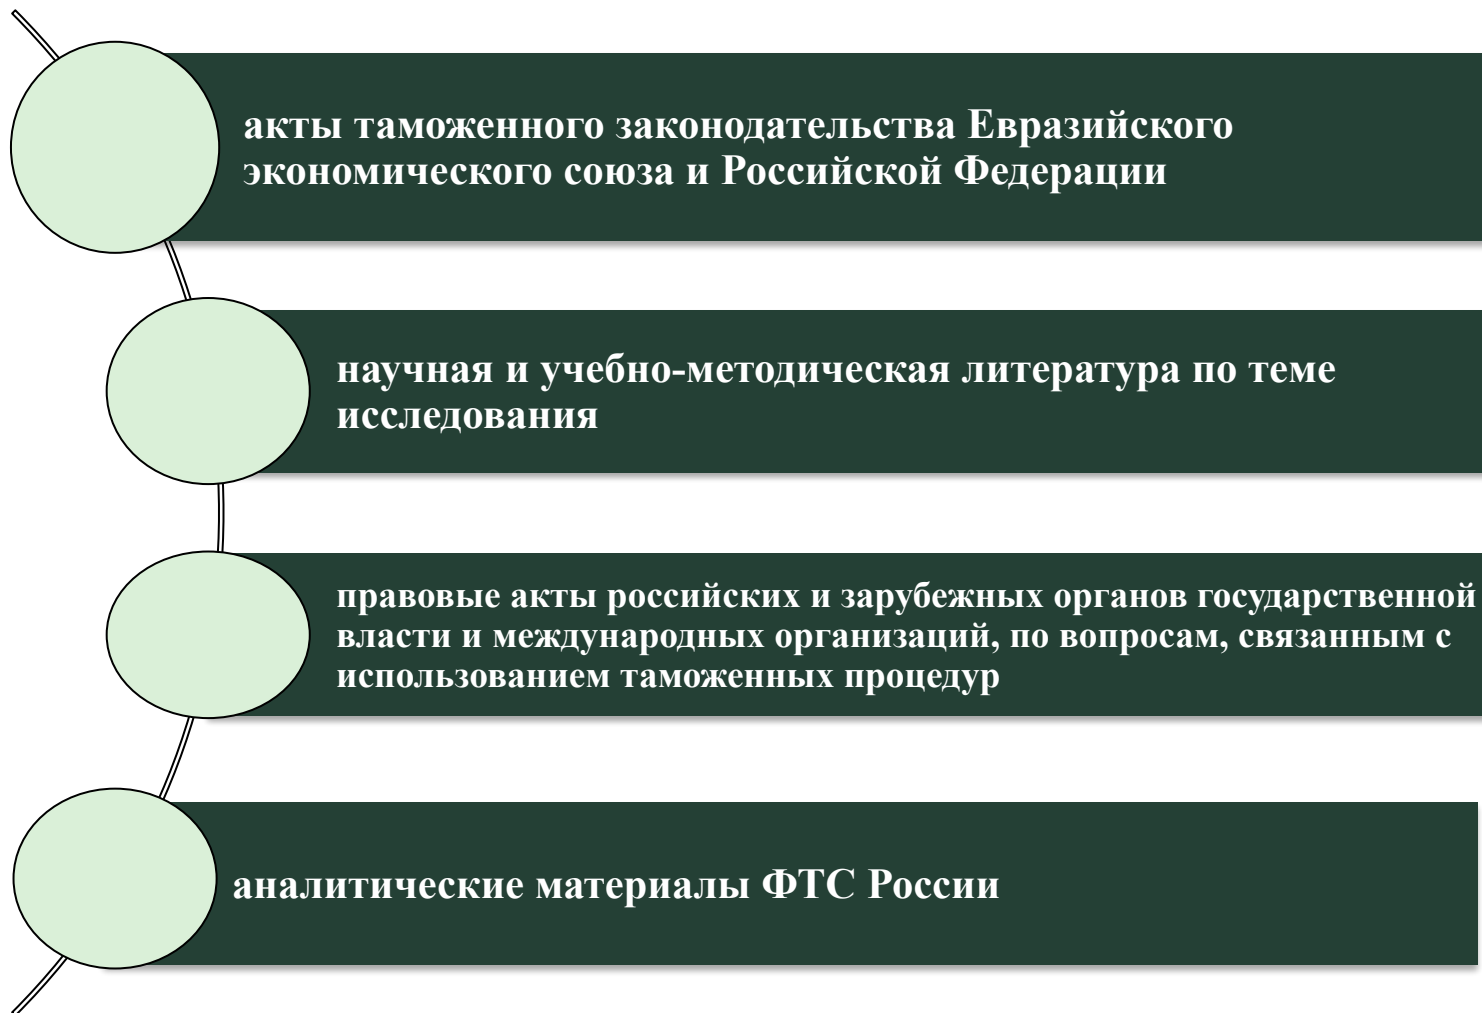 акты таможенного законодательства Евразийского
экономического союза и Российской Федерации
научная и учебно-методическая литература по теме
исследования
правовые акты российских и зарубежных органов государственной
власти и международных организаций, по вопросам, связанным с
использованием таможенных процедур
аналитические материалы ФТС России